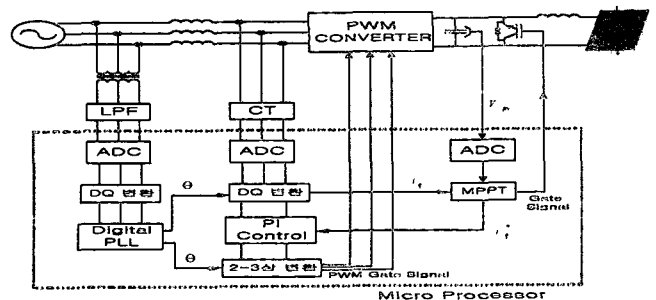 PWM
CONVERTER
LPF
CT
ADC
ADC
ADC
DQ 변환
DQ 변환
MPPT
Gate
Signal
Digital
PLL
PI
Control
2-3상 변환
PWM Gate Signal
Θ
Θ
Micro Processor